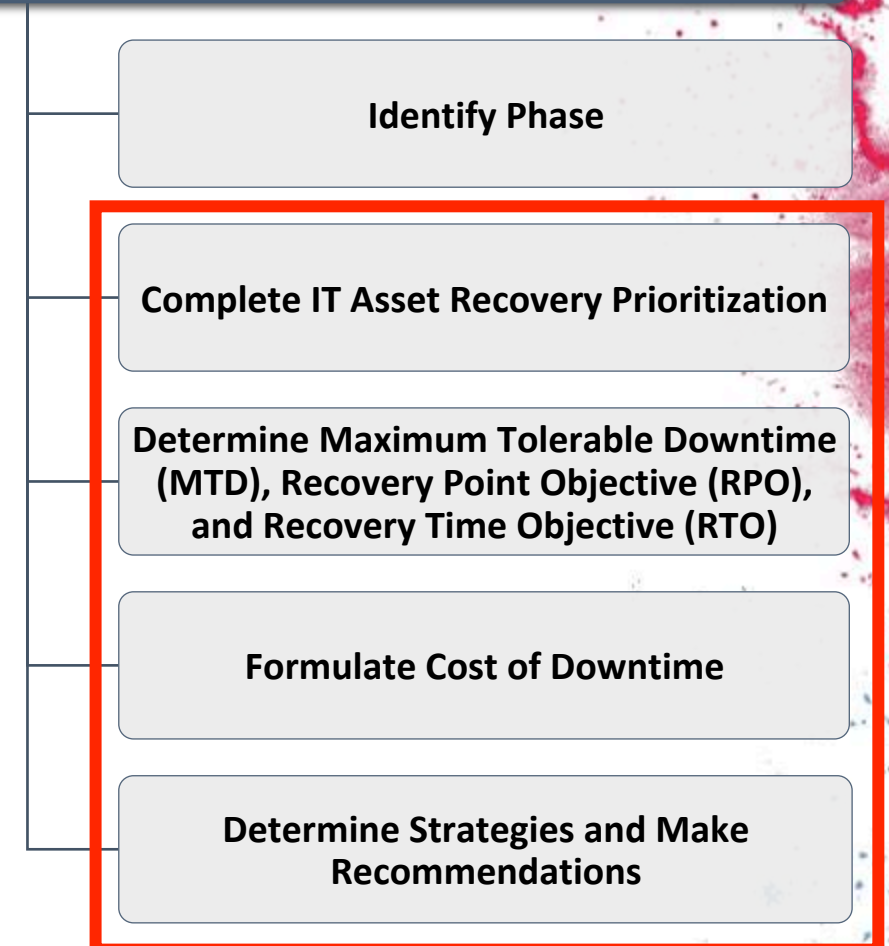 Identify Phase
Complete IT Asset Recovery Prioritization
Determine Maximum Tolerable Downtime
(MTD), Recovery Point Objective (RPO),
and Recovery Time Objective (RTO)
Formulate Cost of Downtime
Determine Strategies and Make
Recommendations